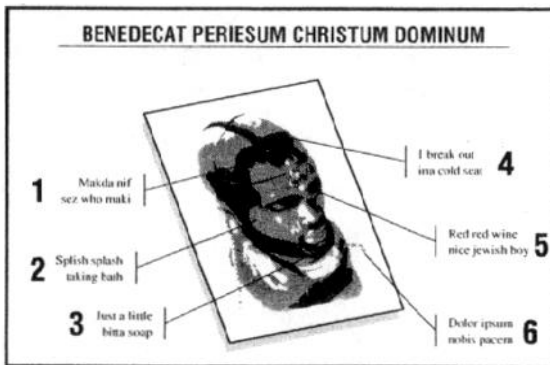 BENEDECAT PERIESUM CHRISTUM DOMINUM
1
Makda nif
sez who maki
2
Splish splash
taking bath
3
Just a little
bitta soap
I break out
ina cold seat
4
Red red wine
nice jewish boy
5
Dolor ipsum
nobis pacem
6